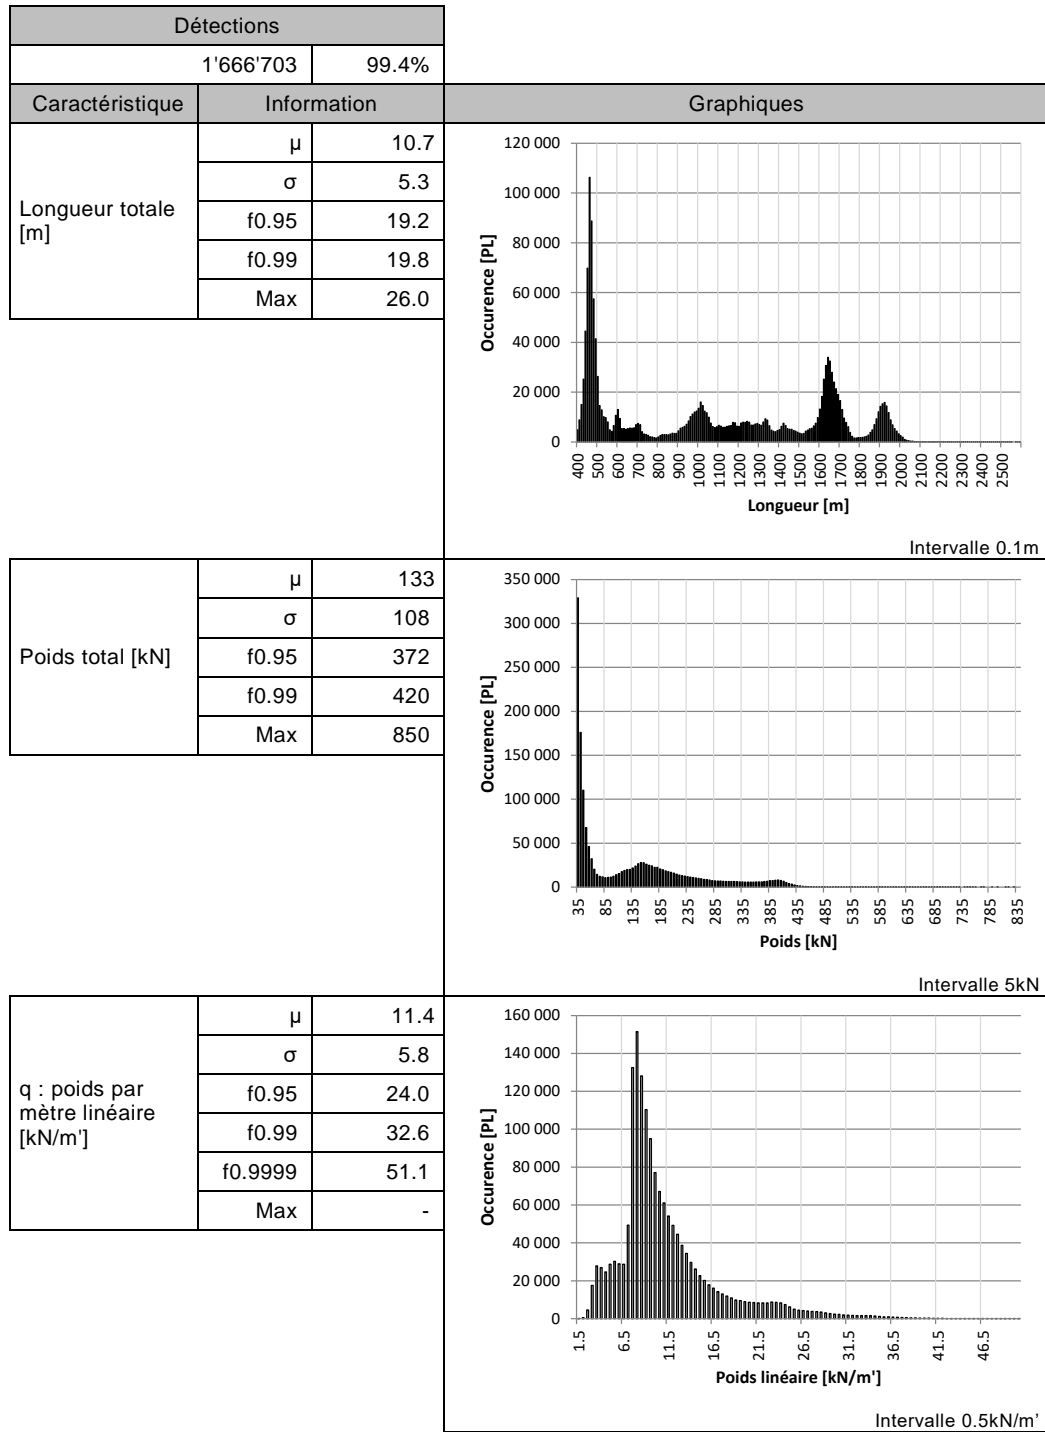 Détections
1'666'703 99.4%
Caractéristique Information Graphiques
Longueur totale [m]
µ 10.7
σ 5.3
f0.95 19.2
f0.99 19.8
Max 26.0
120 000
100 000
80 000
60 000
40 000
20 000
0
Occurence [PL]
400 500 600 700 800 900 1000 1100 1200 1300 1400 1500 1600 1700 1800 1900 2000 2100 2200 2300 2400 2500
Longueur [m]
Intervalle 0.1m
Poids total [kN]
µ 133
σ 108
f0.95 372
f0.99 420
Max 850
350 000
300 000
250 000
200 000
150 000
100 000
50 000
0
Occurence [PL]
35 85 135 185 235 285 335 385 435 485 535 585 635 685 735 785 835
Poids [kN]
Intervalle 5kN
q : poids par
mètre linéaire
[kN/m']
µ 11.4
σ 5.8
f0.95 24.0
f0.99 32.6
f0.9999 51.1
Max -
160 000
140 000
120 000
100 000
80 000
60 000
40 000
20 000
0
Occurence [PL]
1.5 6.5 11.5 16.5 21.5 26.5 31.5 36.5 41.5 46.5
Poids linéaire [kN/m']
Intervalle 0.5kN/m’